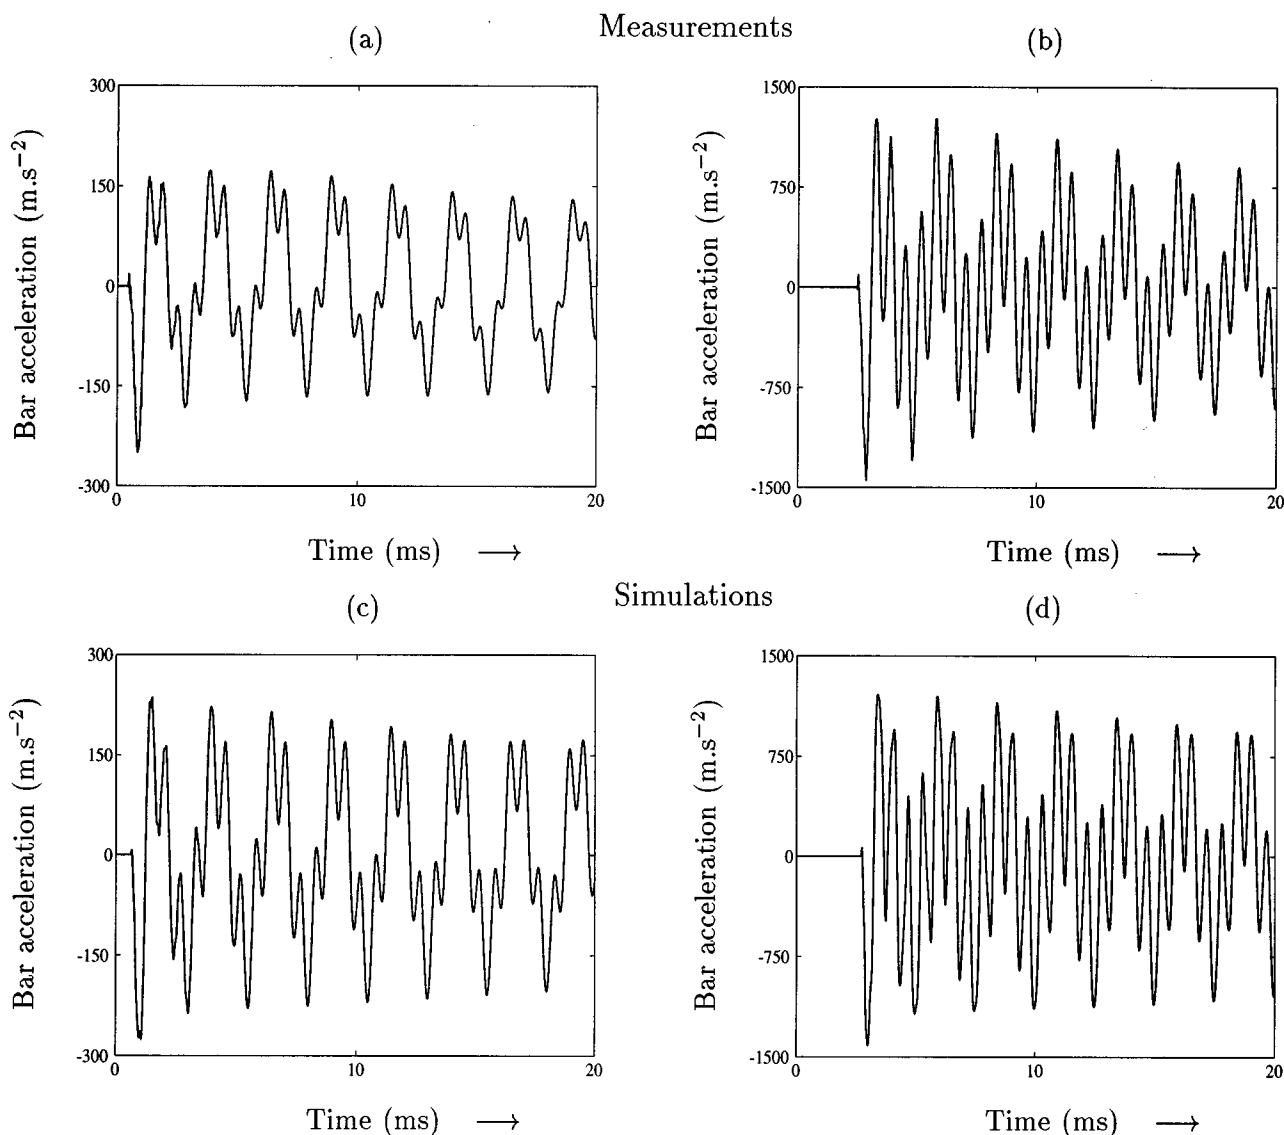 Measurements
(a)
(b)
300
150
0
-150
-300
0
10
20
Bar acceleration (m.s−2)
Time (ms) →
1500
750
0
-750
-1500
0
10
20
Bar acceleration (m.s−2)
Time (ms) →
Simulations
(c)
(d)
300
150
0
-150
-300
0
10
20
Bar acceleration (m.s−2)
Time (ms) →
1500
750
0
-750
-1500
0
10
20
Bar acceleration (m.s−2)
Time (ms) →